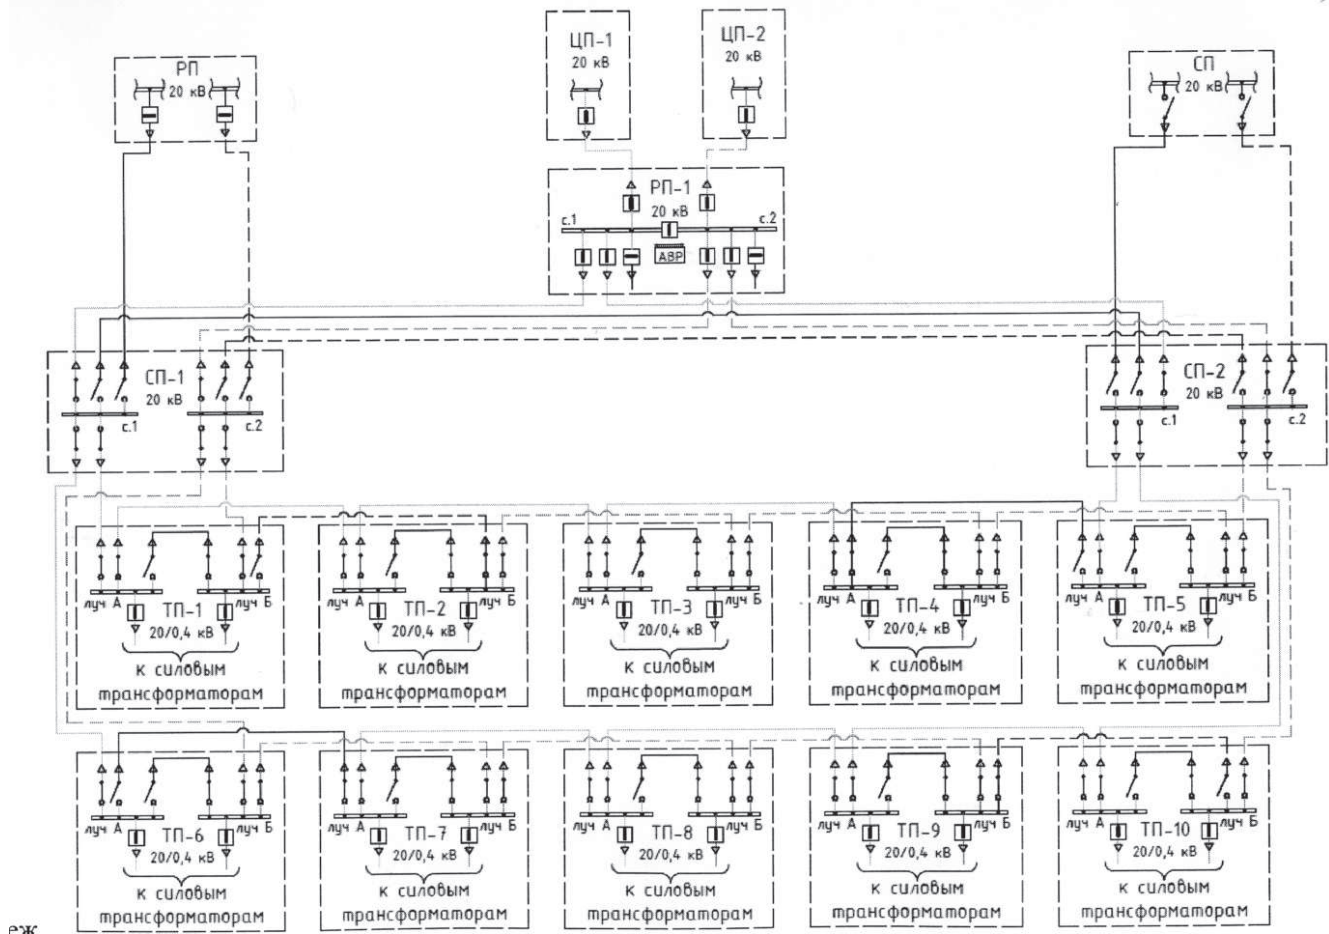 ЦП-1
20 кВ
ЦП-2
20 кВ
РП
20 кВ
СП
20 кВ
РП-1
20 кВ
с.1
с.2
АВР
СП-1
20 кВ
с.1
с.2
СП-2
20 кВ
с.1
с.2
луч А
ТП-1
луч Б
20/0,4 кВ
к силовым
трансформаторам
луч А
ТП-2
луч Б
20/0,4 кВ
к силовым
трансформаторам
луч А
ТП-3
луч Б
20/0,4 кВ
к силовым
трансформаторам
луч А
ТП-4
луч Б
20/0,4 кВ
к силовым
трансформаторам
луч А
ТП-5
луч Б
20/0,4 кВ
к силовым
трансформаторам
луч А
ТП-6
луч Б
20/0,4 кВ
к силовым
трансформаторам
луч А
ТП-7
луч Б
20/0,4 кВ
к силовым
трансформаторам
луч А
ТП-8
луч Б
20/0,4 кВ
к силовым
трансформаторам
луч А
ТП-9
луч Б
20/0,4 кВ
к силовым
трансформаторам
луч А
ТП-10
луч Б
20/0,4 кВ
к силовым
трансформаторам